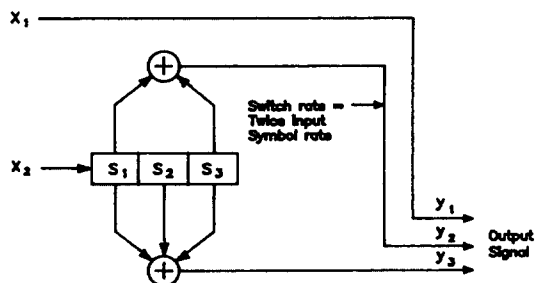 X₁
+
Switch rate =
Twice Input
Symbol rate
X₂
S₁ S₂ S₃
y₁
y₂
y₃
Output
Signal
+